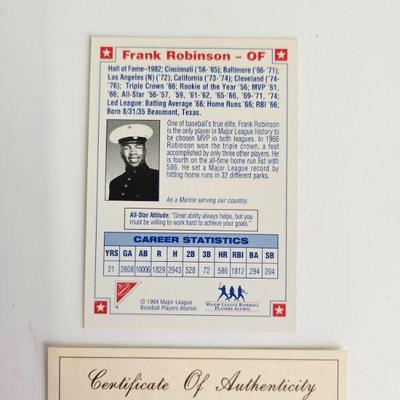 Frank Robinson – OF
Hall of Fame–1982; Cincinnati ('56-'65); Baltimore ('66-'71);
Los Angeles (N) ('72); California ('73-'74); Cleveland ('74-
'76); Triple Crown '66; Rookie of the Year '56; MVP '61,
'66; All-Star '56-'57, '59, '61-'62, '65-'66, '69-'71, '74;
Led League: Batting Average '66; Home Runs '66; RBI '66;
Born 8/31/35 Beaumont, Texas.
One of baseball's true elite, Frank Robinson
is the only player in Major League history to
be chosen MVP in both leagues. In 1966
Robinson won the triple crown, a feat
accomplished by only three other players. He
is fourth on the all-time home run list with
586. He set a Major League record by
hitting home runs in 32 different parks.
As a Marine serving our country.
All-Star Attitude: "Great ability always helps, but you
must be willing to work hard to achieve your goals."
CAREER STATISTICS
YRS GA AB R H 2B 3B HR RBI BA SB
21 2808 10006 1829 2943 528 72 586 1812 294 204
© 1994 Major League
Baseball Players Alumni
MAJOR LEAGUE BASEBALL
PLAYERS ALUMNI
Certificate Of Authenticity